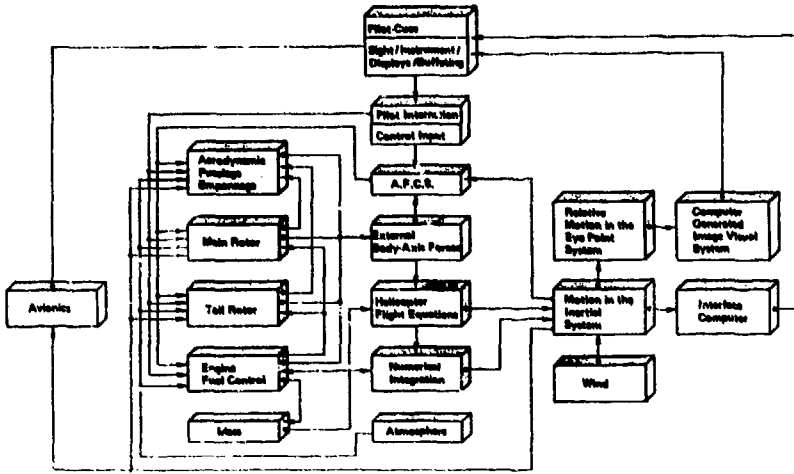 Pilot-Cues
Sight / Instrument /
Displays / Buffeting
Pilot
Control Input
Aerodynamic
Fuselage
Empennage
A.F.C.S.
Relative
Motion in the
Eye Point
System
Computer
Generated
Image Visual
System
Main Rotor
External
Body-Axis Forces
Avionics
Tail Rotor
Helicopter
Flight Equations
Motion in the
Inertial
System
Interface
Computer
Engine
Fuel Control
Numerical
Integration
Wind
Mass
Atmosphere